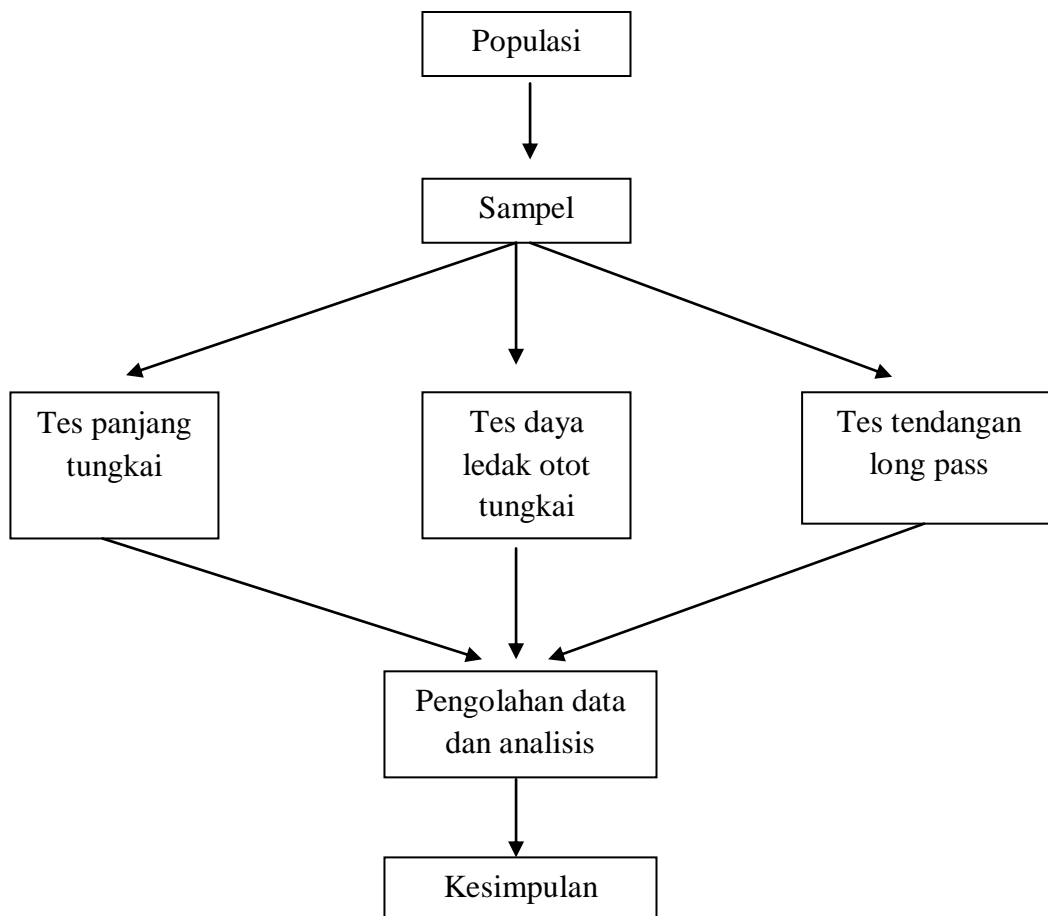 Populasi
Sampel
Tes panjang
tungkai
Tes daya
ledak otot
tungkai
Tes tendangan
long pass
Pengolahan data
dan analisis
Kesimpulan